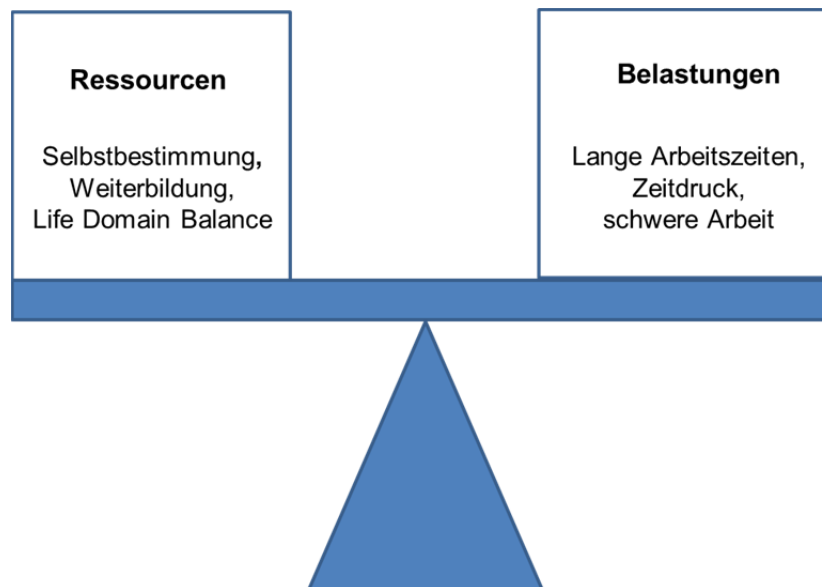 Ressourcen
Selbstbestimmung,
Weiterbildung,
Life Domain Balance
Belastungen
Lange Arbeitszeiten,
Zeitdruck,
schwere Arbeit